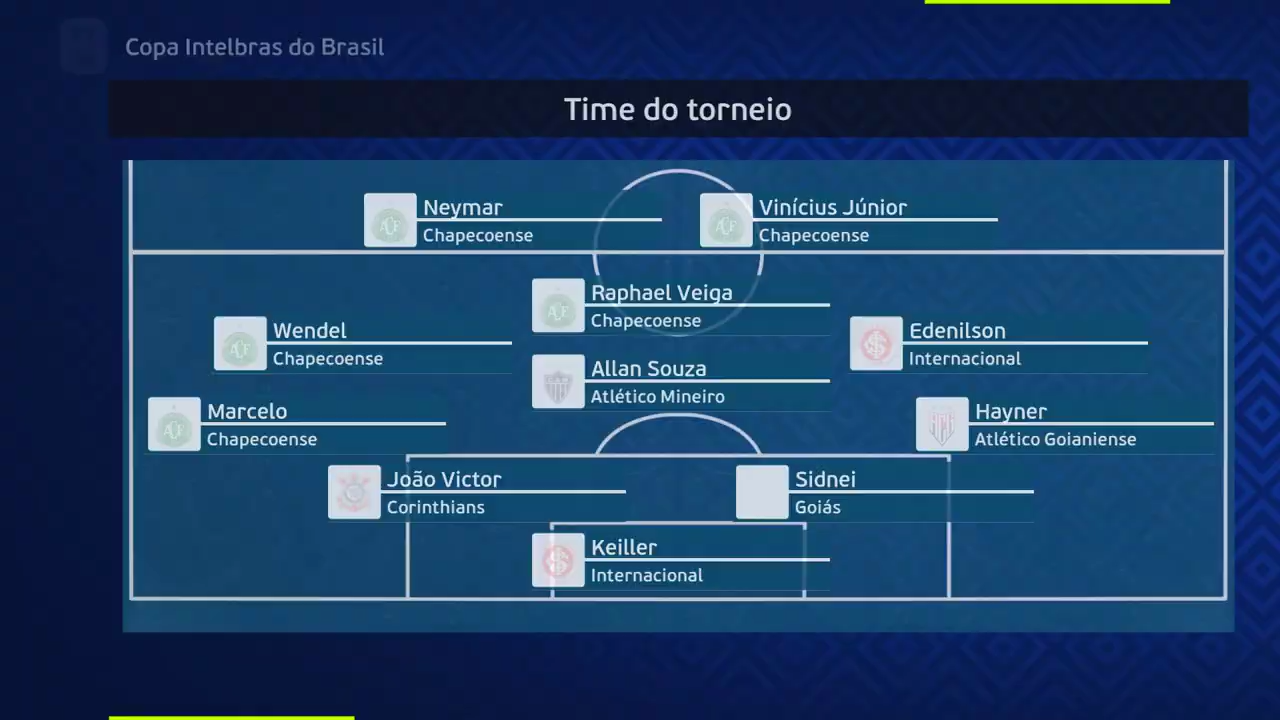 Copa Intelbras do Brasil
Time do torneio
Neymar
Chapecoense
Vinícius Júnior
Chapecoense
Raphael Veiga
Chapecoense
Wendel
Chapecoense
Edenilson
Internacional
Allan Souza
Atlético Mineiro
Marcelo
Chapecoense
Hayner
Atlético Goianiense
João Victor
Corinthians
Sidnei
Goiás
Keiller
Internacional